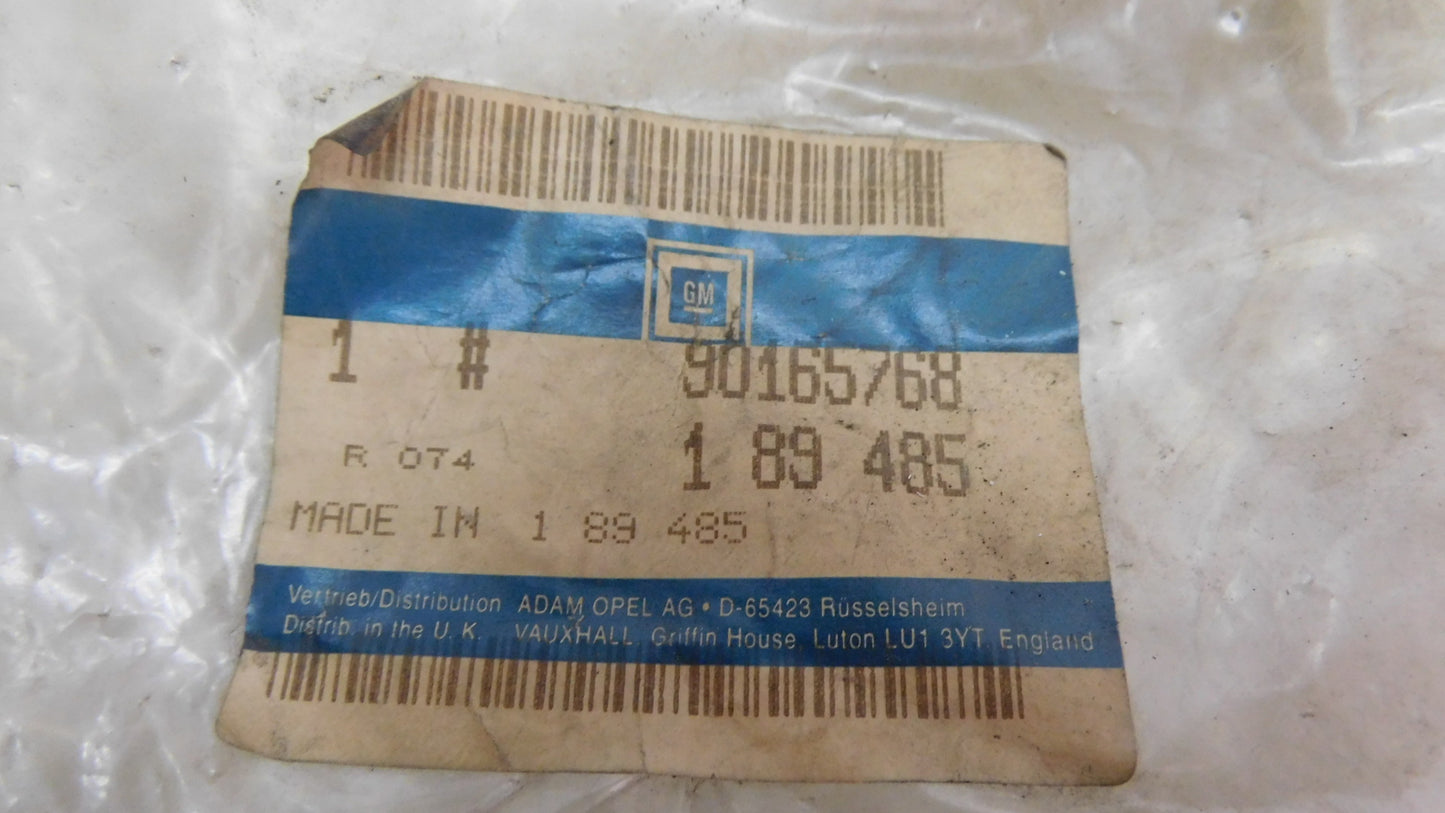 GM
1 # 90165768
R 074 1 89 485
MADE IN 1 89 485
Vertrieb/Distribution ADAM OPEL AG • D-65423 Rüsselsheim
Distrib. in the U. K. VAUXHALL, Griffin House, Luton LU1 3YT, England